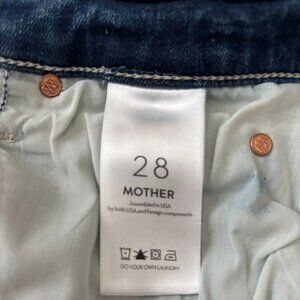 28
MOTHER
Assembled in USA
by both USA and foreign components
DO YOUR OWN LAUNDRY